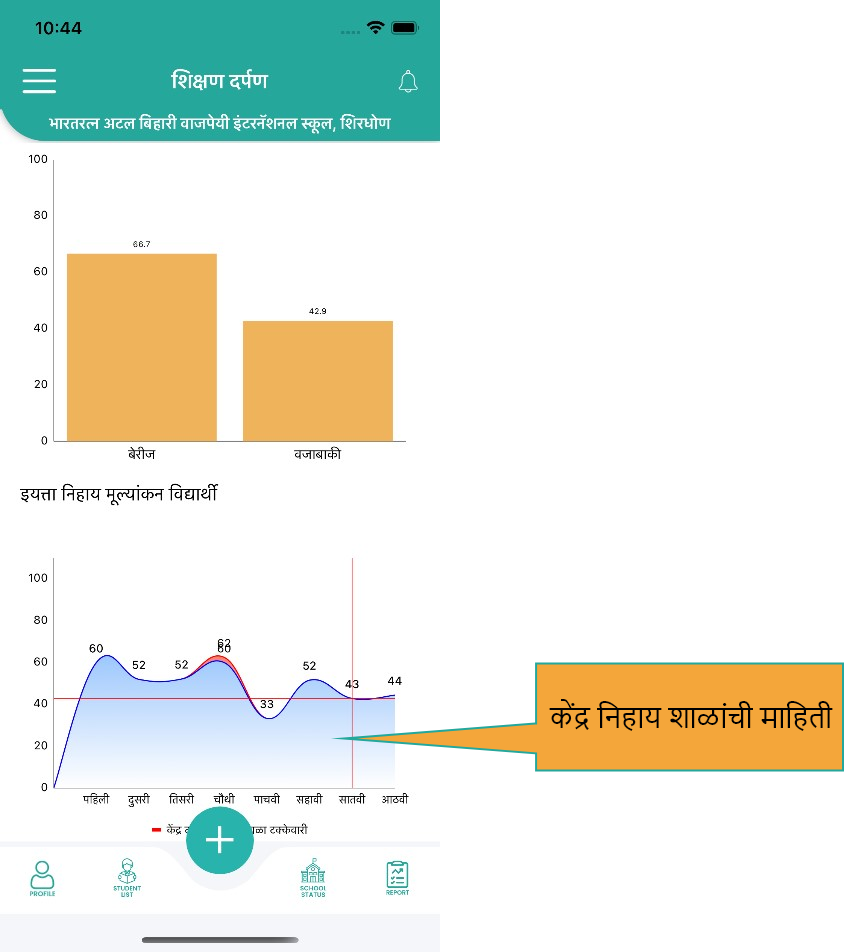 10:44
शिक्षण दर्पण
भारतरत्न अटल बिहारी वाजपेयी इंटरनॅशनल स्कूल, शिरधोण
100
80
60
40
20
0
66.7
42.9
बेरीज
वजाबाकी
इयत्ता निहाय मूल्यांकन विद्यार्थी
100
80
60
40
20
0
60
52
52
62
60
33
52
43
44
पहिली
दुसरी
तिसरी
चौथी
पाचवी
सहावी
सातवी
आठवी
केंद्र निहाय शाळांची माहिती
केंद्र
टक्केवारी
PROFILE
STUDENT
LIST
SCHOOL
STATUS
REPORT